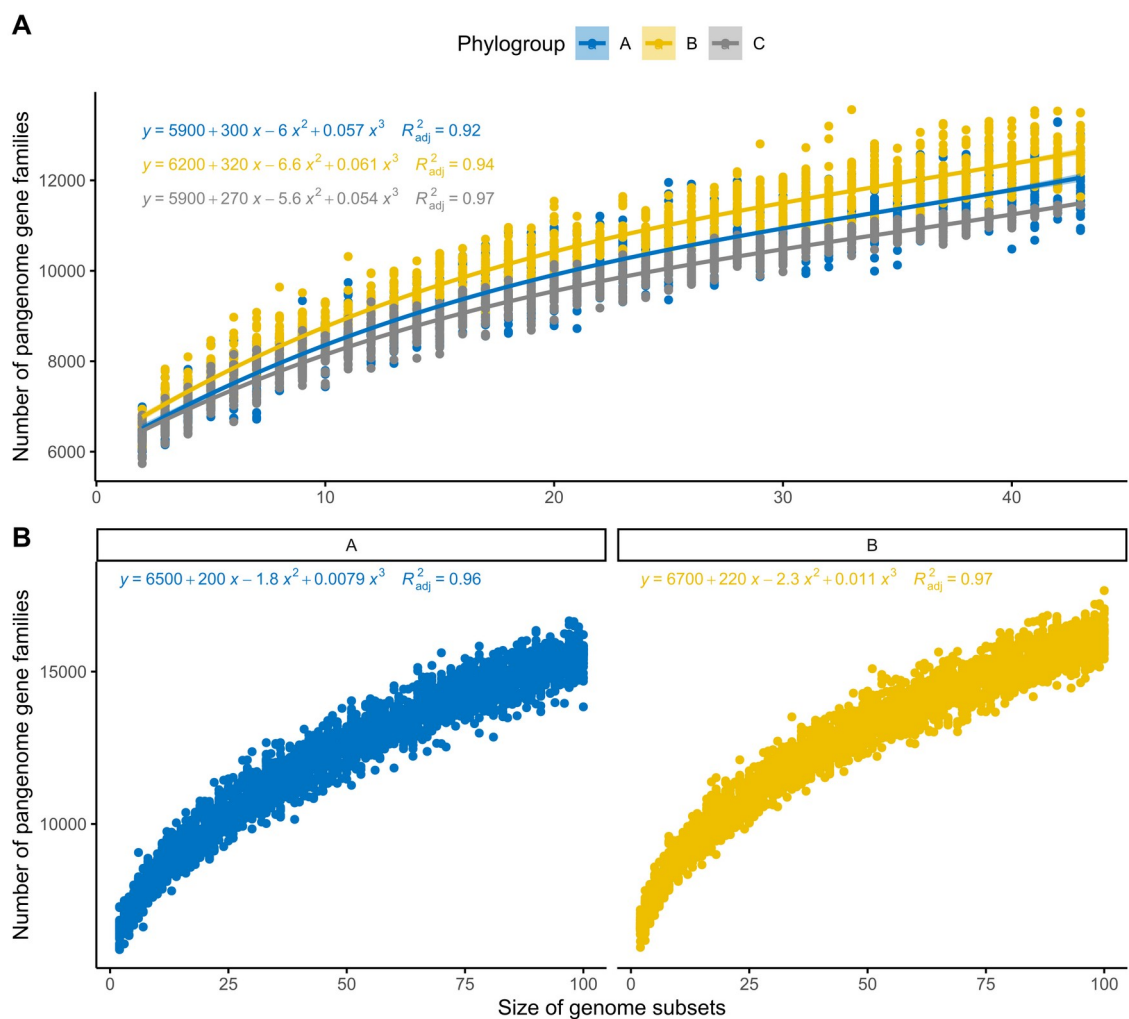 A
Phylogroup A B C
Number of pangenome gene families
y = 5900 + 300 x − 6 x² + 0.057 x³ R²adj = 0.92
y = 6200 + 320 x − 6.6 x² + 0.061 x³ R²adj = 0.94
y = 5900 + 270 x − 5.6 x² + 0.054 x³ R²adj = 0.97
12000
10000
8000
6000
0 10 20 30 40
B
A B
Number of pangenome gene families
y = 6500 + 200 x − 1.8 x² + 0.0079 x³ R²adj = 0.96
y = 6700 + 220 x − 2.3 x² + 0.011 x³ R²adj = 0.97
15000
10000
0 25 50 75 100 0 25 50 75 100
Size of genome subsets